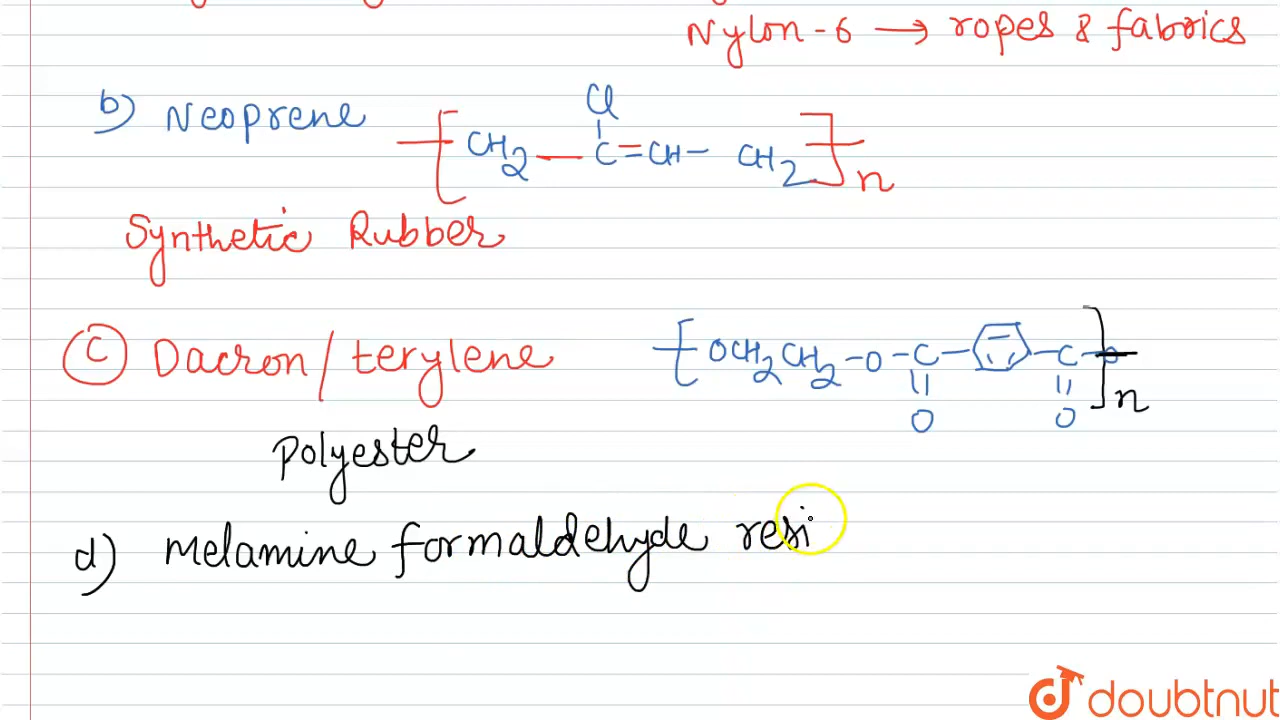 Nylon-6 → ropes & fabrics
b) Neoprene
Cl
[CH2 — C=CH— CH2]n
Synthetic Rubber
c Dacron/terylene
[OCH2CH2-O-C-⌬-C-O]n
O O
Polyester
d) Melamine formaldehyde resi
doubtnut